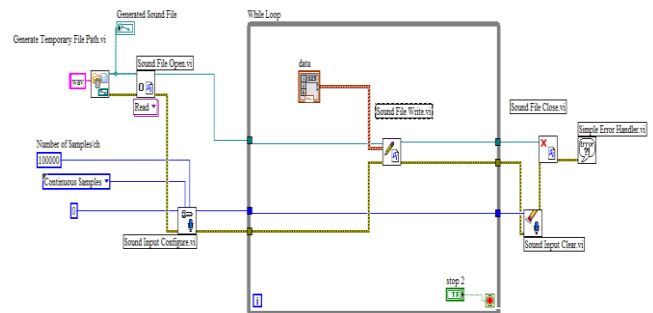 Generated Sound File
While Loop
Generate Temporary File Path.vi
Sound File Open.vi
data
wav
Read
Sound File Write.vi
Sound File Close.vi
Simple Error Handler.vi
Number of Samples/ch
100000
Continuous Samples
0
Sound Input Configure.vi
Sound Input Clear.vi
stop 2
TF
i